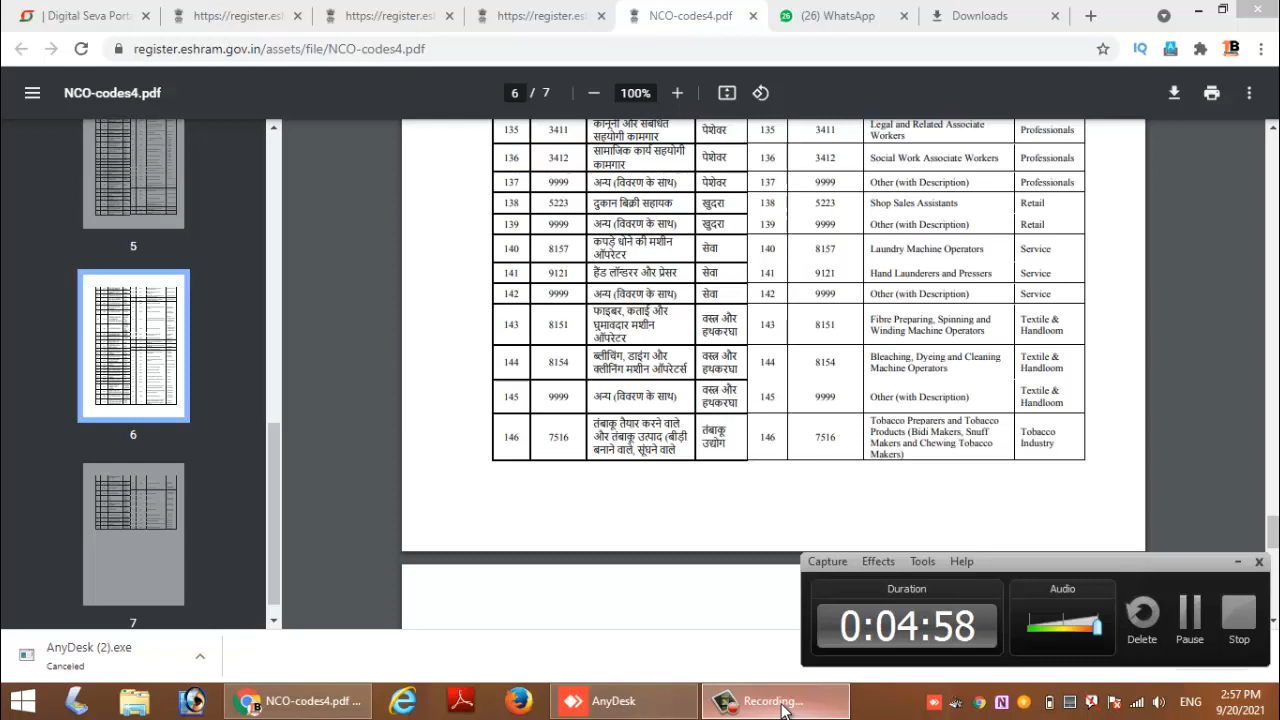 Digital Seva Porta
https://register.esh
https://register.esh
https://register.esh
NCO-codes4.pdf
(26) WhatsApp
Downloads
register.eshram.gov.in/assets/file/NCO-codes4.pdf
NCO-codes4.pdf
6 / 7
100%
135 3411 कानूनी और संबंधित सहयोगी कामगार पेशेवर 135 3411 Legal and Related Associate Workers Professionals
136 3412 सामाजिक कार्य सहयोगी कामगार पेशेवर 136 3412 Social Work Associate Workers Professionals
137 9999 अन्य (विवरण के साथ) पेशेवर 137 9999 Other (with Description) Professionals
138 5223 दुकान बिक्री सहायक खुदरा 138 5223 Shop Sales Assistants Retail
139 9999 अन्य (विवरण के साथ) खुदरा 139 9999 Other (with Description) Retail
140 8157 कपड़े धोने की मशीन ऑपरेटर सेवा 140 8157 Laundry Machine Operators Service
141 9121 हैंड लॉन्डरर और प्रेसर सेवा 141 9121 Hand Launderers and Pressers Service
142 9999 अन्य (विवरण के साथ) सेवा 142 9999 Other (with Description) Service
143 8151 फाइबर, कताई और घुमावदार मशीन ऑपरेटर वस्त्र और हथकरघा 143 8151 Fibre Preparing, Spinning and Winding Machine Operators Textile & Handloom
144 8154 ब्लीचिंग, डाइंग और क्लीनिंग मशीन ऑपरेटर्स वस्त्र और हथकरघा 144 8154 Bleaching, Dyeing and Cleaning Machine Operators Textile & Handloom
145 9999 अन्य (विवरण के साथ) वस्त्र और हथकरघा 145 9999 Other (with Description) Textile & Handloom
146 7516 तंबाकू तैयार करने वाले और तंबाकू उत्पाद (बीड़ी बनाने वाले, सूंघने वाले तंबाकू उद्योग 146 7516 Tobacco Preparers and Tobacco Products (Bidi Makers, Snuff Makers and Chewing Tobacco Makers) Tobacco Industry
5
6
7
Capture Effects Tools Help
Duration
Audio
0:04:58
Delete Pause Stop
AnyDesk (2).exe
Canceled
NCO-codes4.pdf ...
AnyDesk
Recording...
ENG
2:57 PM
9/20/2021